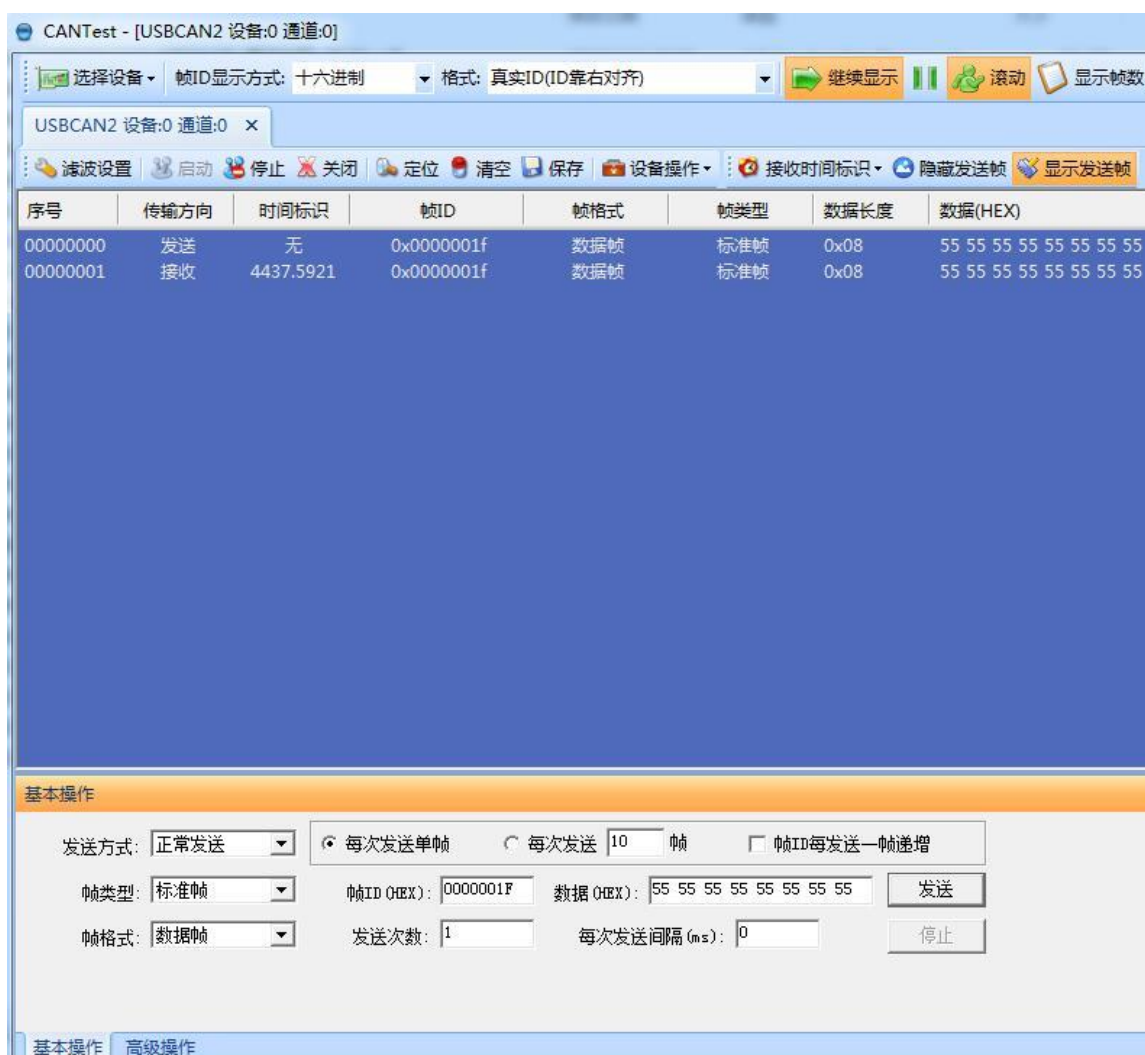 CANTest - [USBCAN2 设备:0 通道:0]
选择设备 帧ID显示方式: 十六进制 格式: 真实ID(ID靠右对齐) 继续显示 滚动 显示帧数
USBCAN2 设备:0 通道:0 ×
滤波设置 启动 停止 关闭 定位 清空 保存 设备操作 接收时间标识 隐藏发送帧 显示发送帧
序号 传输方向 时间标识 帧ID 帧格式 帧类型 数据长度 数据(HEX)
00000000 发送 无 0x0000001f 数据帧 标准帧 0x08 55 55 55 55 55 55 55 55
00000001 接收 4437.5921 0x0000001f 数据帧 标准帧 0x08 55 55 55 55 55 55 55 55
基本操作
发送方式: 正常发送 每次发送单帧 每次发送 10 帧 帧ID每发送一帧递增
帧类型: 标准帧 帧ID(HEX): 0000001F 数据(HEX): 55 55 55 55 55 55 55 55 发送
帧格式: 数据帧 发送次数: 1 每次发送间隔(ms): 0 停止
基本操作 高级操作